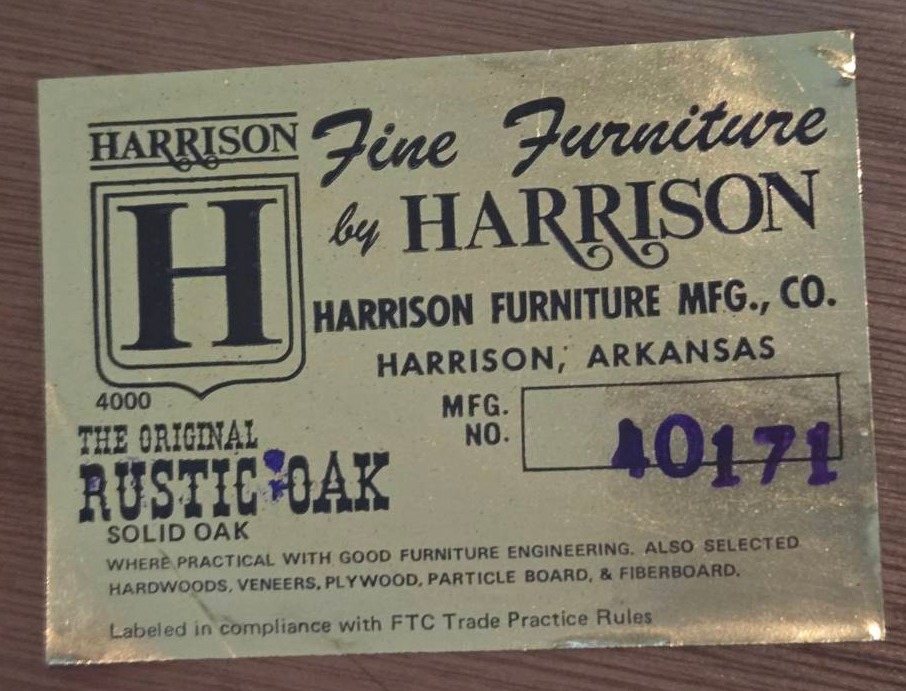 HARRISON
H
4000
Fine Furniture
by HARRISON
HARRISON FURNITURE MFG., CO.
HARRISON, ARKANSAS
MFG.
NO.
40171
THE ORIGINAL
RUSTIC OAK
SOLID OAK
WHERE PRACTICAL WITH GOOD FURNITURE ENGINEERING. ALSO SELECTED
HARDWOODS, VENEERS, PLYWOOD, PARTICLE BOARD, & FIBERBOARD.
Labeled in compliance with FTC Trade Practice Rules